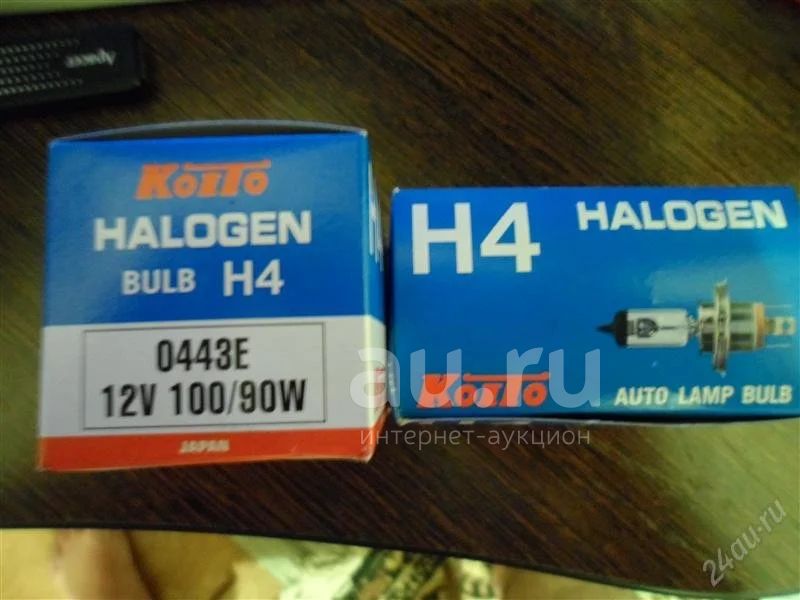 Apacer
KOITO
HALOGEN
BULB H4
0443E
12V 100/90W
JAPAN
H4 HALOGEN
KOITO
AUTO LAMP BULB
au.ru
интернет-аукцион
24au.ru